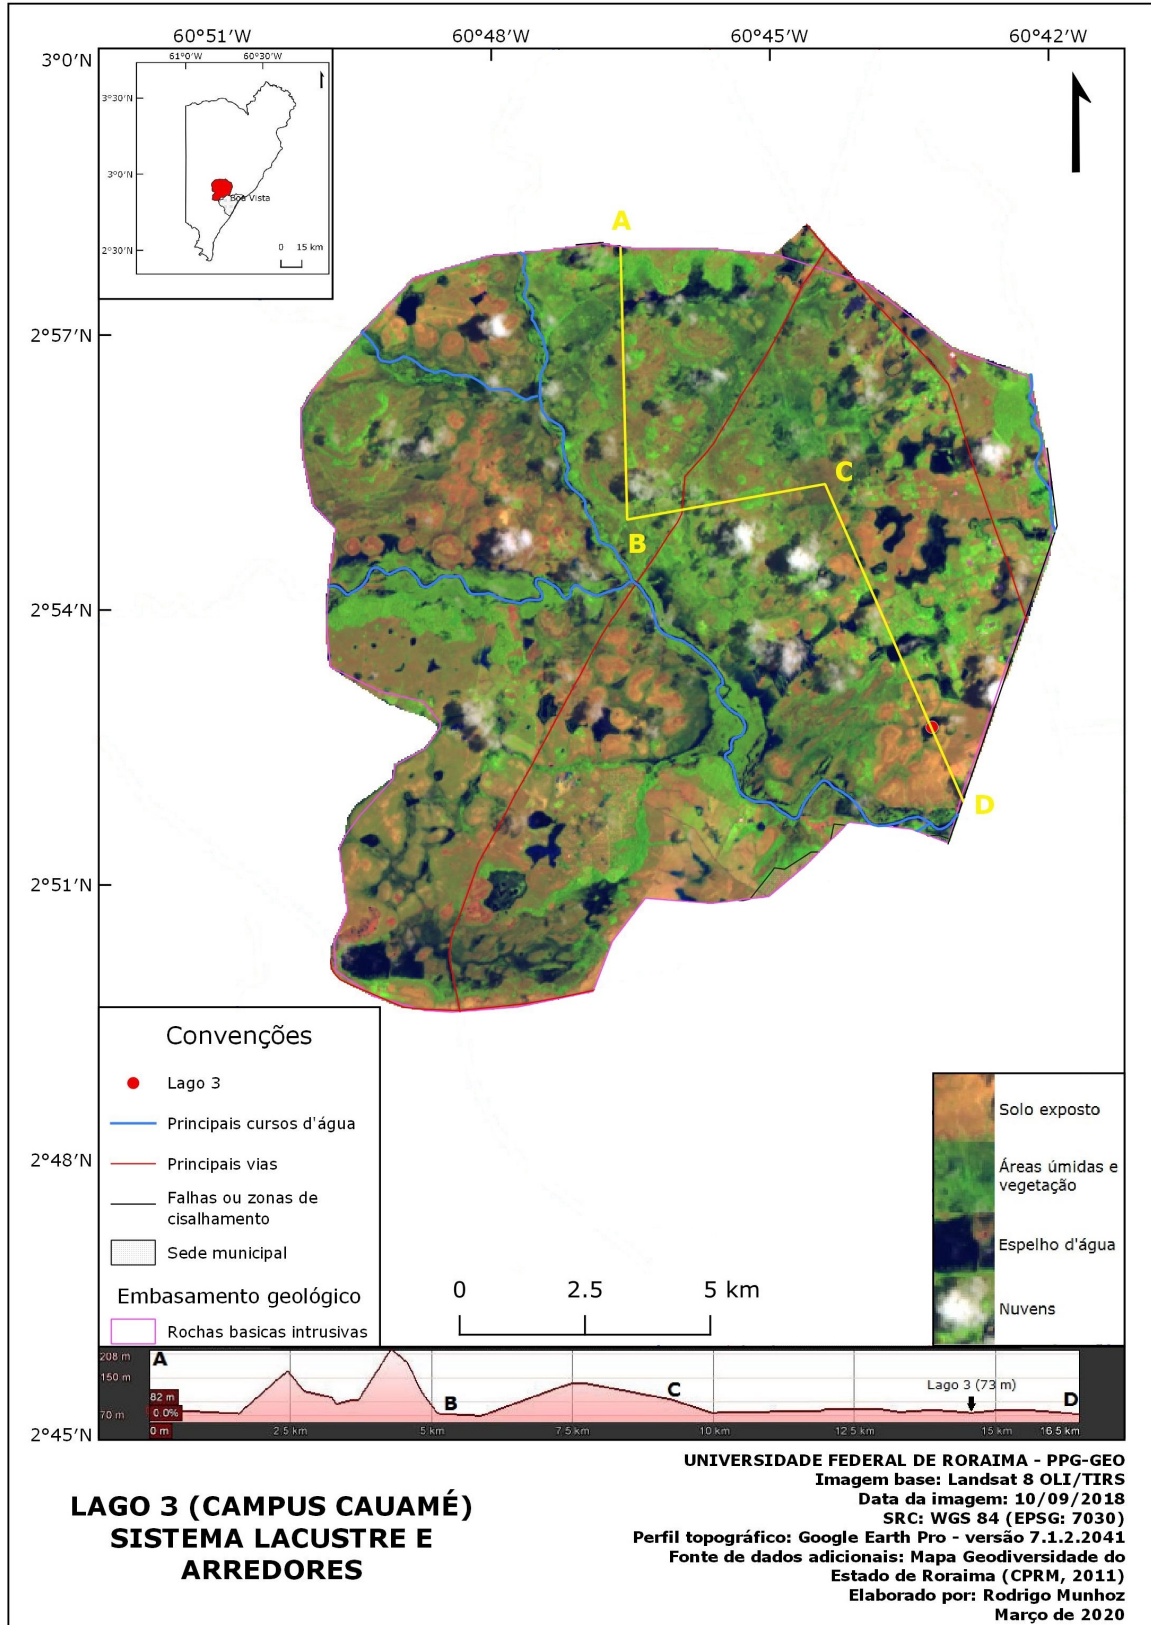 60°51′W 60°48′W 60°45′W 60°42′W
3°0′N
61°0′W 60°30′W
3°30′N
3°0′N
Boa Vista
2°30′N
0 15 km
A
2°57′N
C
B
2°54′N
D
2°51′N
Convenções
Lago 3
Principais cursos d'água
Principais vias
Falhas ou zonas de
cisalhamento
Sede municipal
Embasamento geológico
Rochas basicas intrusivas
2°48′N
0 2.5 5 km
Solo exposto
Áreas úmidas e
vegetação
Espelho d'água
Nuvens
208 m
150 m
82 m
70 m
0.0%
A
B
C
Lago 3 (73 m)
D
0 m 2.5 km 5 km 7.5 km 10 km 12.5 km 15 km 16.5 km
2°45′N
LAGO 3 (CAMPUS CAUAMÉ)
SISTEMA LACUSTRE E
ARREDORES
UNIVERSIDADE FEDERAL DE RORAIMA - PPG-GEO
Imagem base: Landsat 8 OLI/TIRS
Data da imagem: 10/09/2018
SRC: WGS 84 (EPSG: 7030)
Perfil topográfico: Google Earth Pro - versão 7.1.2.2041
Fonte de dados adicionais: Mapa Geodiversidade do
Estado de Roraima (CPRM, 2011)
Elaborado por: Rodrigo Munhoz
Março de 2020